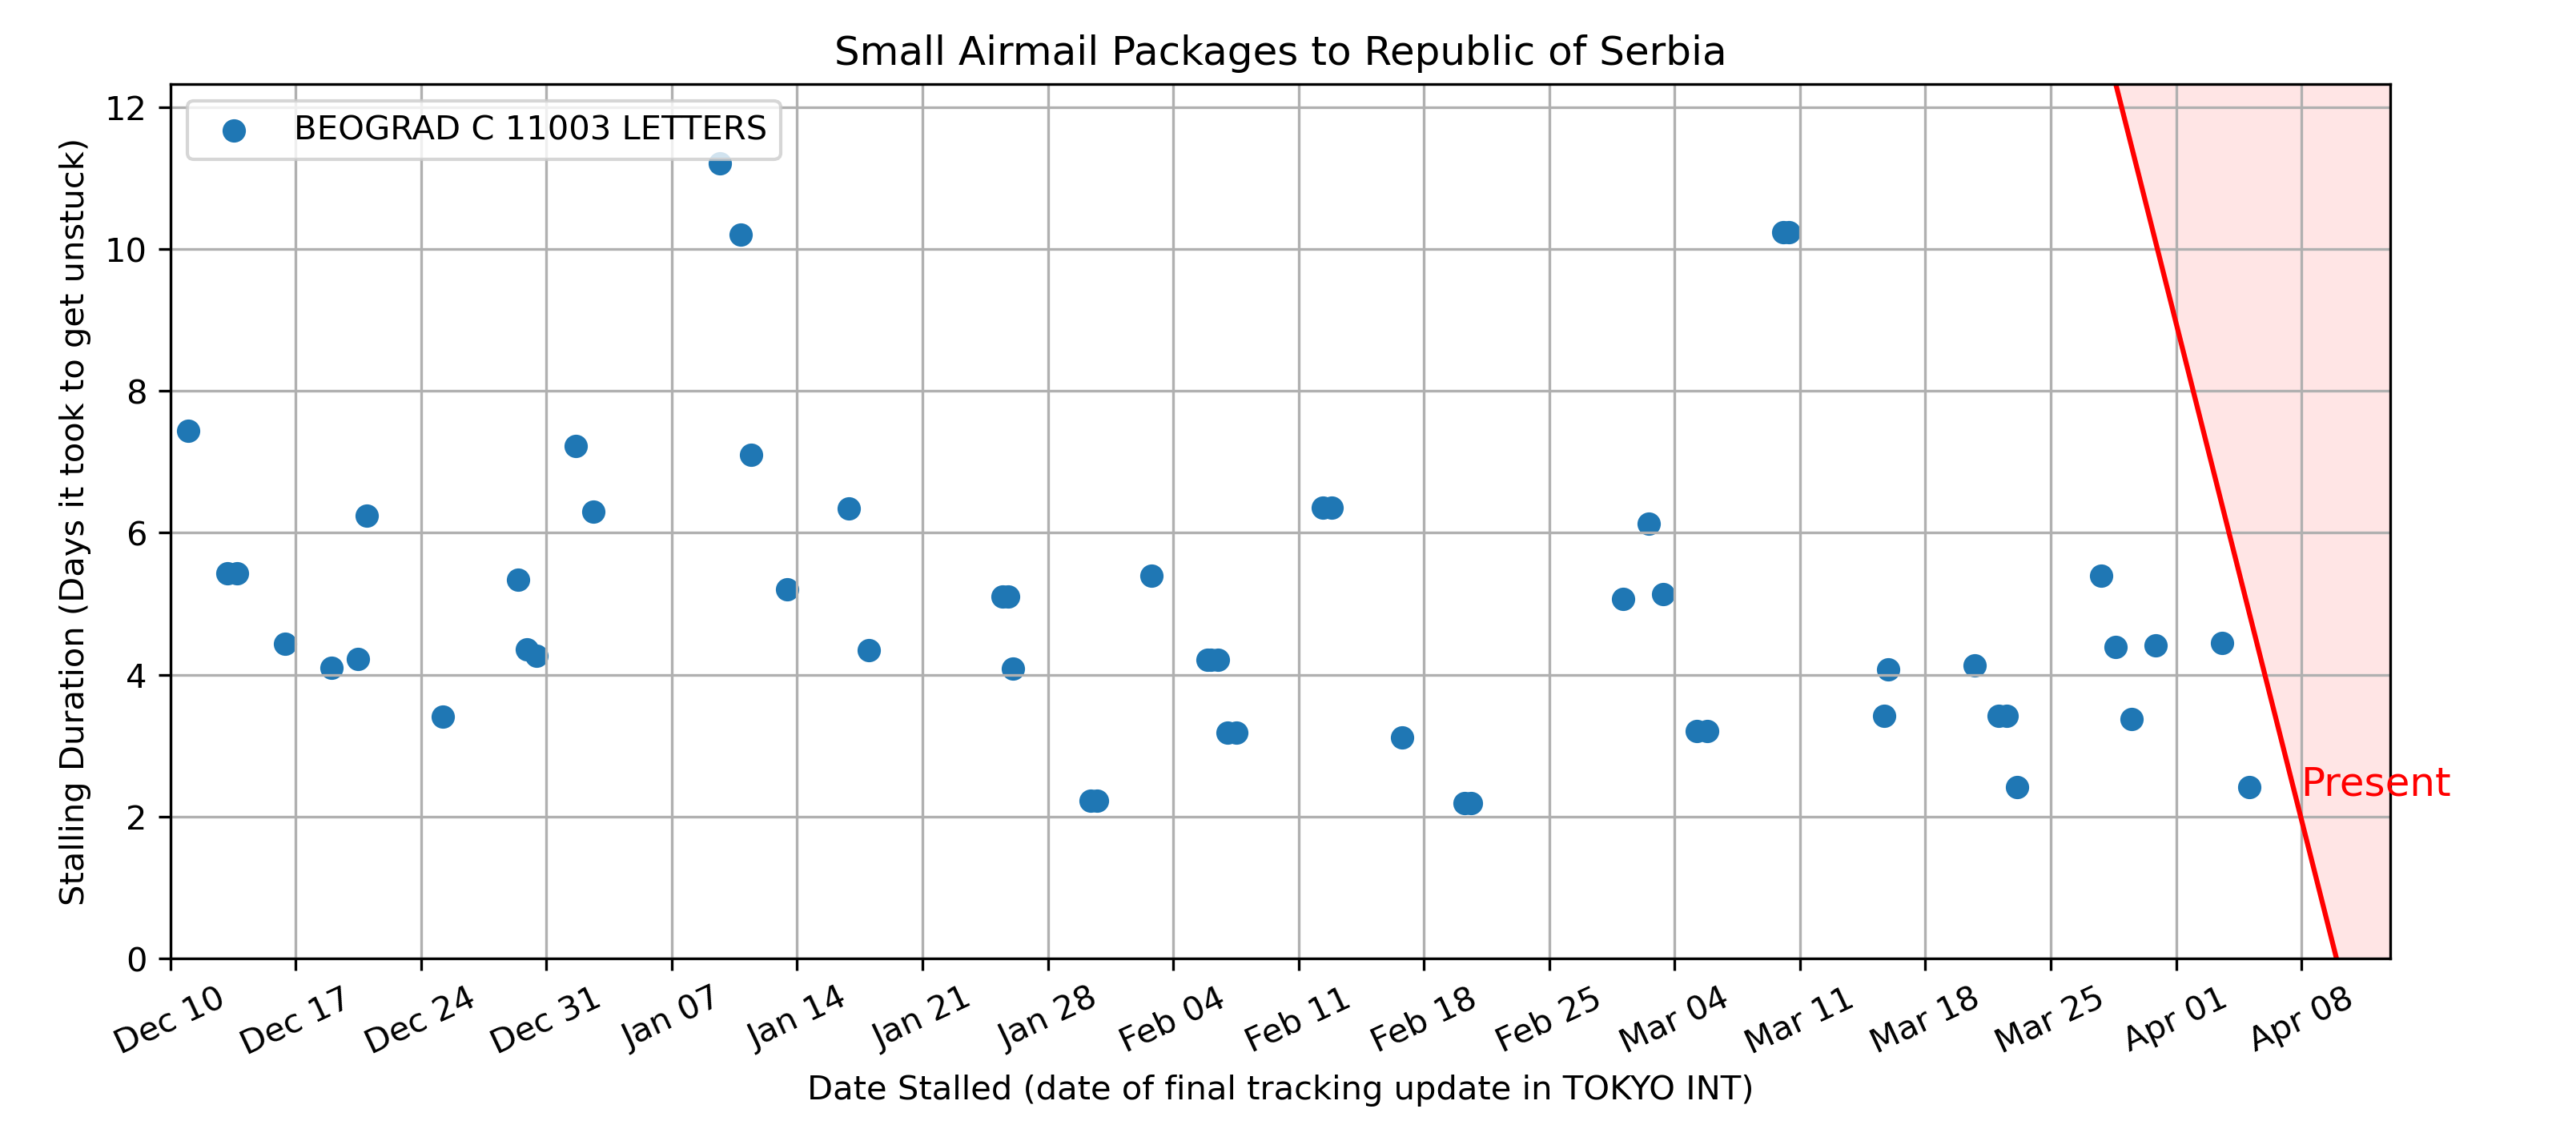 Small Airmail Packages to Republic of Serbia
BEOGRAD C 11003 LETTERS
Stalling Duration (Days it took to get unstuck)
12
10
8
6
4
2
0
Present
Dec 10
Dec 17
Dec 24
Dec 31
Jan 07
Jan 14
Jan 21
Jan 28
Feb 04
Feb 11
Feb 18
Feb 25
Mar 04
Mar 11
Mar 18
Mar 25
Apr 01
Apr 08
Date Stalled (date of final tracking update in TOKYO INT)